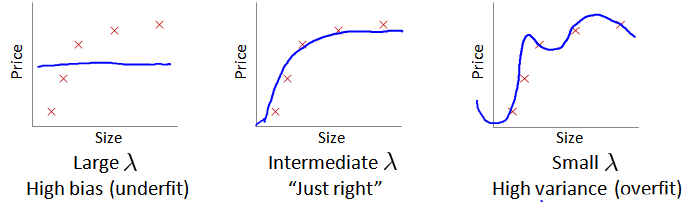 Price
Size
Large λ
High bias (underfit)
Price
Size
Intermediate λ
“Just right”
Price
Size
Small λ
High variance (overfit)